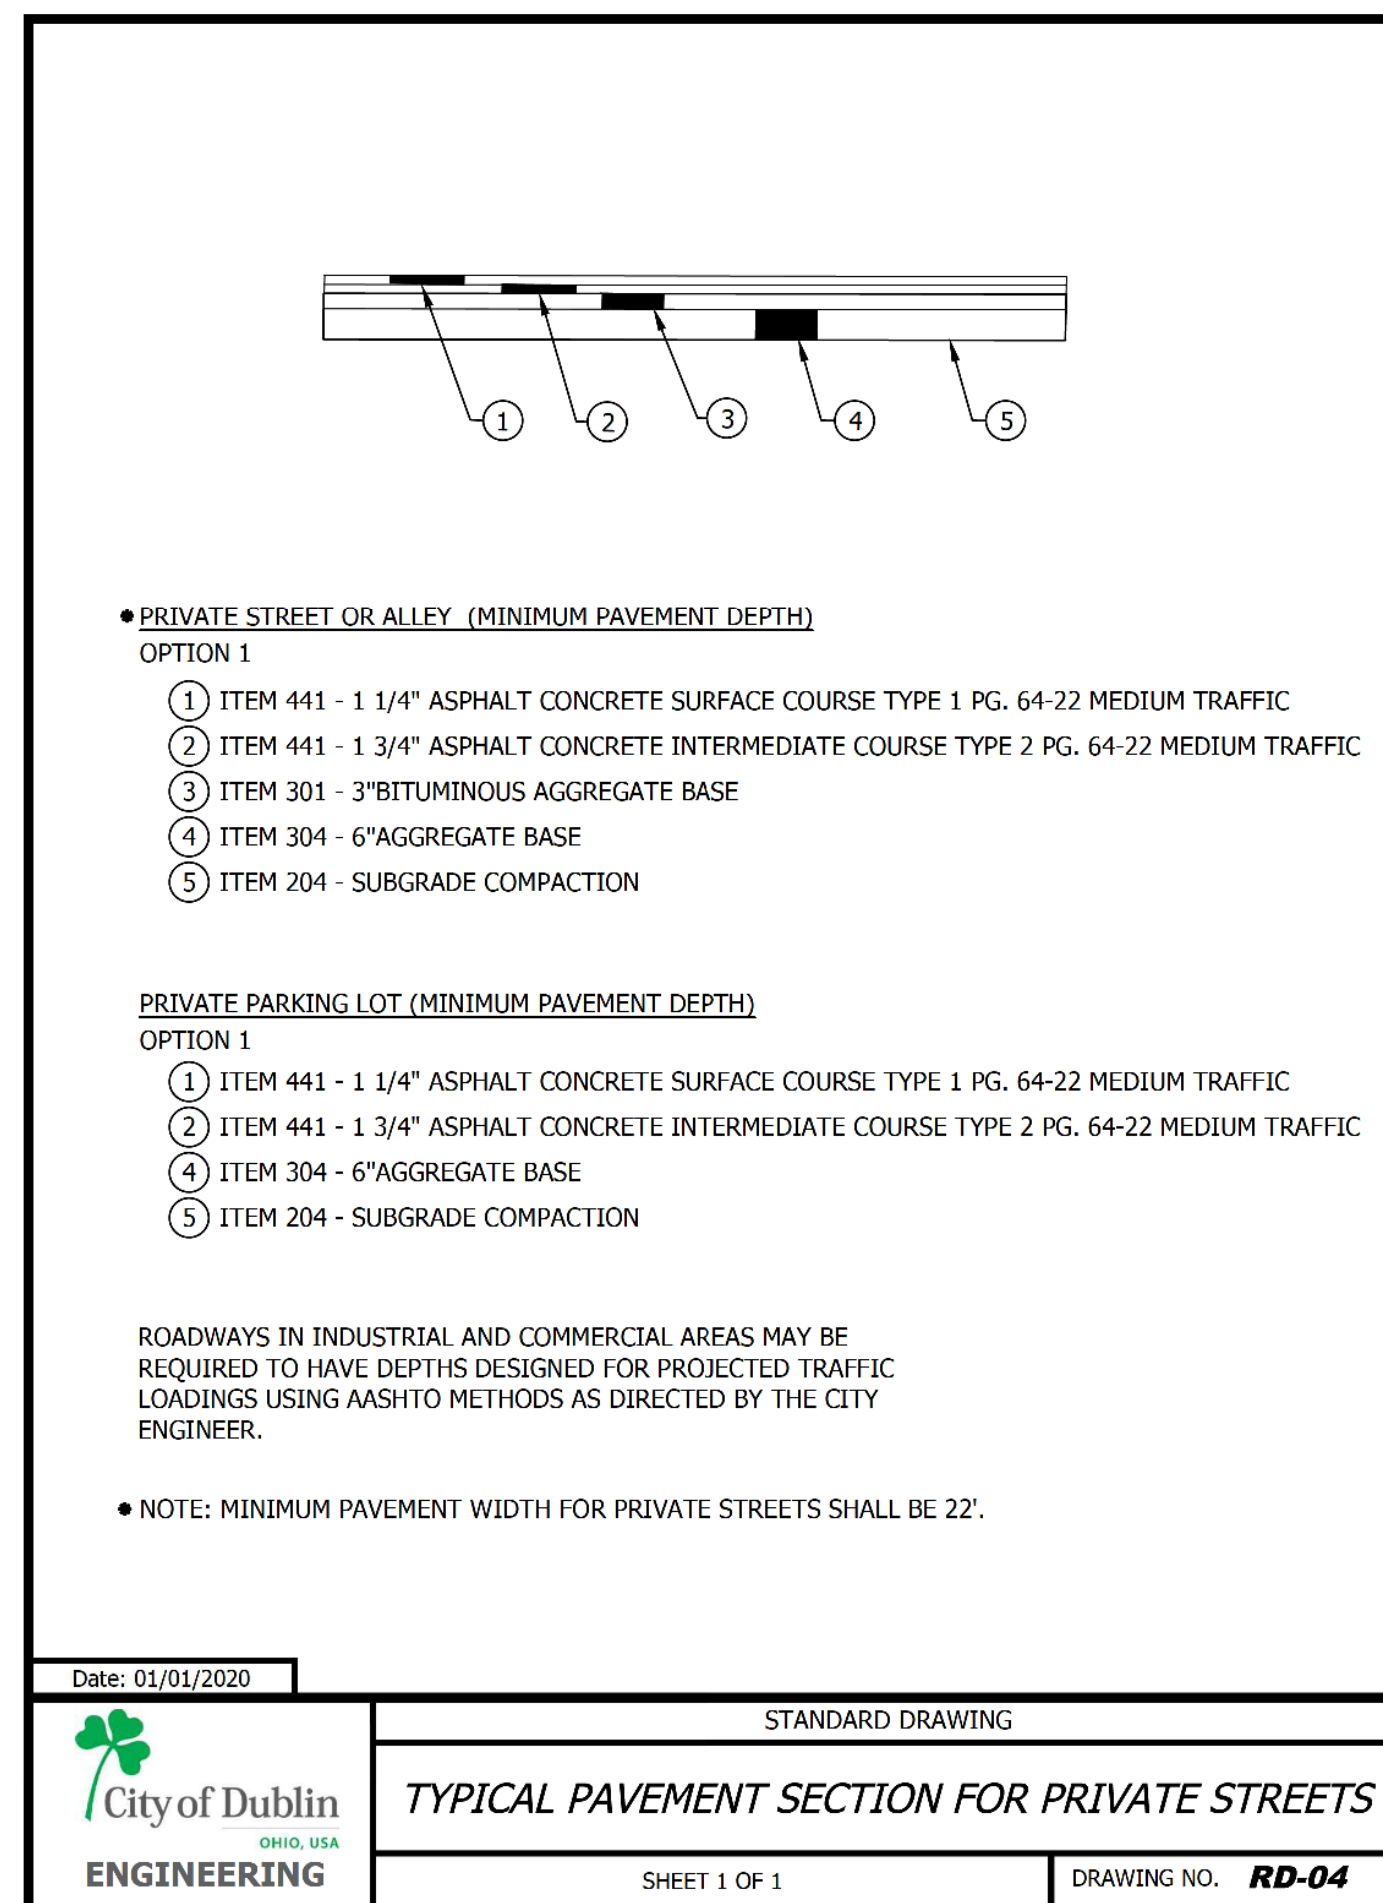 1
2
3
4
5
PRIVATE STREET OR ALLEY (MINIMUM PAVEMENT DEPTH)
OPTION 1
1 ITEM 441 - 1 1/4" ASPHALT CONCRETE SURFACE COURSE TYPE 1 PG. 64-22 MEDIUM TRAFFIC
2 ITEM 441 - 1 3/4" ASPHALT CONCRETE INTERMEDIATE COURSE TYPE 2 PG. 64-22 MEDIUM TRAFFIC
3 ITEM 301 - 3"BITUMINOUS AGGREGATE BASE
4 ITEM 304 - 6"AGGREGATE BASE
5 ITEM 204 - SUBGRADE COMPACTION
PRIVATE PARKING LOT (MINIMUM PAVEMENT DEPTH)
OPTION 1
1 ITEM 441 - 1 1/4" ASPHALT CONCRETE SURFACE COURSE TYPE 1 PG. 64-22 MEDIUM TRAFFIC
2 ITEM 441 - 1 3/4" ASPHALT CONCRETE INTERMEDIATE COURSE TYPE 2 PG. 64-22 MEDIUM TRAFFIC
4 ITEM 304 - 6"AGGREGATE BASE
5 ITEM 204 - SUBGRADE COMPACTION
ROADWAYS IN INDUSTRIAL AND COMMERCIAL AREAS MAY BE
REQUIRED TO HAVE DEPTHS DESIGNED FOR PROJECTED TRAFFIC
LOADINGS USING AASHTO METHODS AS DIRECTED BY THE CITY
ENGINEER.
NOTE: MINIMUM PAVEMENT WIDTH FOR PRIVATE STREETS SHALL BE 22'.
Date: 01/01/2020
City of Dublin
OHIO, USA
ENGINEERING
STANDARD DRAWING
TYPICAL PAVEMENT SECTION FOR PRIVATE STREETS
SHEET 1 OF 1
DRAWING NO. RD-04